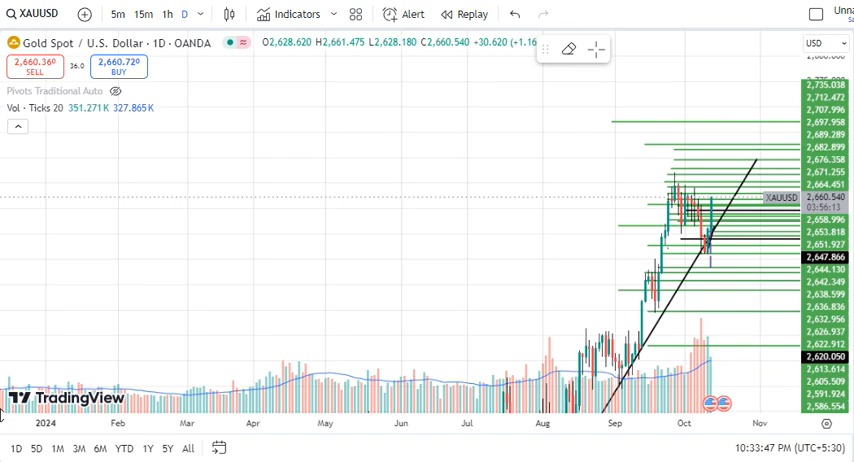 XAUUSD 5m 15m 1h D Indicators Alert Replay Unna
Gold Spot / U.S. Dollar · 1D · OANDA O2,628.620 H2,661.475 L2,628.180 C2,660.540 +30.620 (+1.16 USD
2,660.360 SELL
36.0
2,660.720 BUY
Pivots Traditional Auto
Vol · Ticks 20 351.271K 327.865K
2,735.038
2,712.472
2,707.996
2,697.958
2,689.289
2,682.899
2,676.358
2,671.255
2,664.451
XAUUSD 2,660.540
03:56:13
2,658.996
2,653.818
2,651.927
2,647.866
2,644.130
2,642.349
2,638.599
2,636.836
2,632.956
2,626.937
2,622.912
2,620.050
2,613.614
2,605.509
2,591.924
2,586.554
TradingView
2024 Feb Mar Apr May Jun Jul Aug Sep Oct Nov
1D 5D 1M 3M 6M YTD 1Y 5Y All
10:33:47 PM (UTC+5:30)